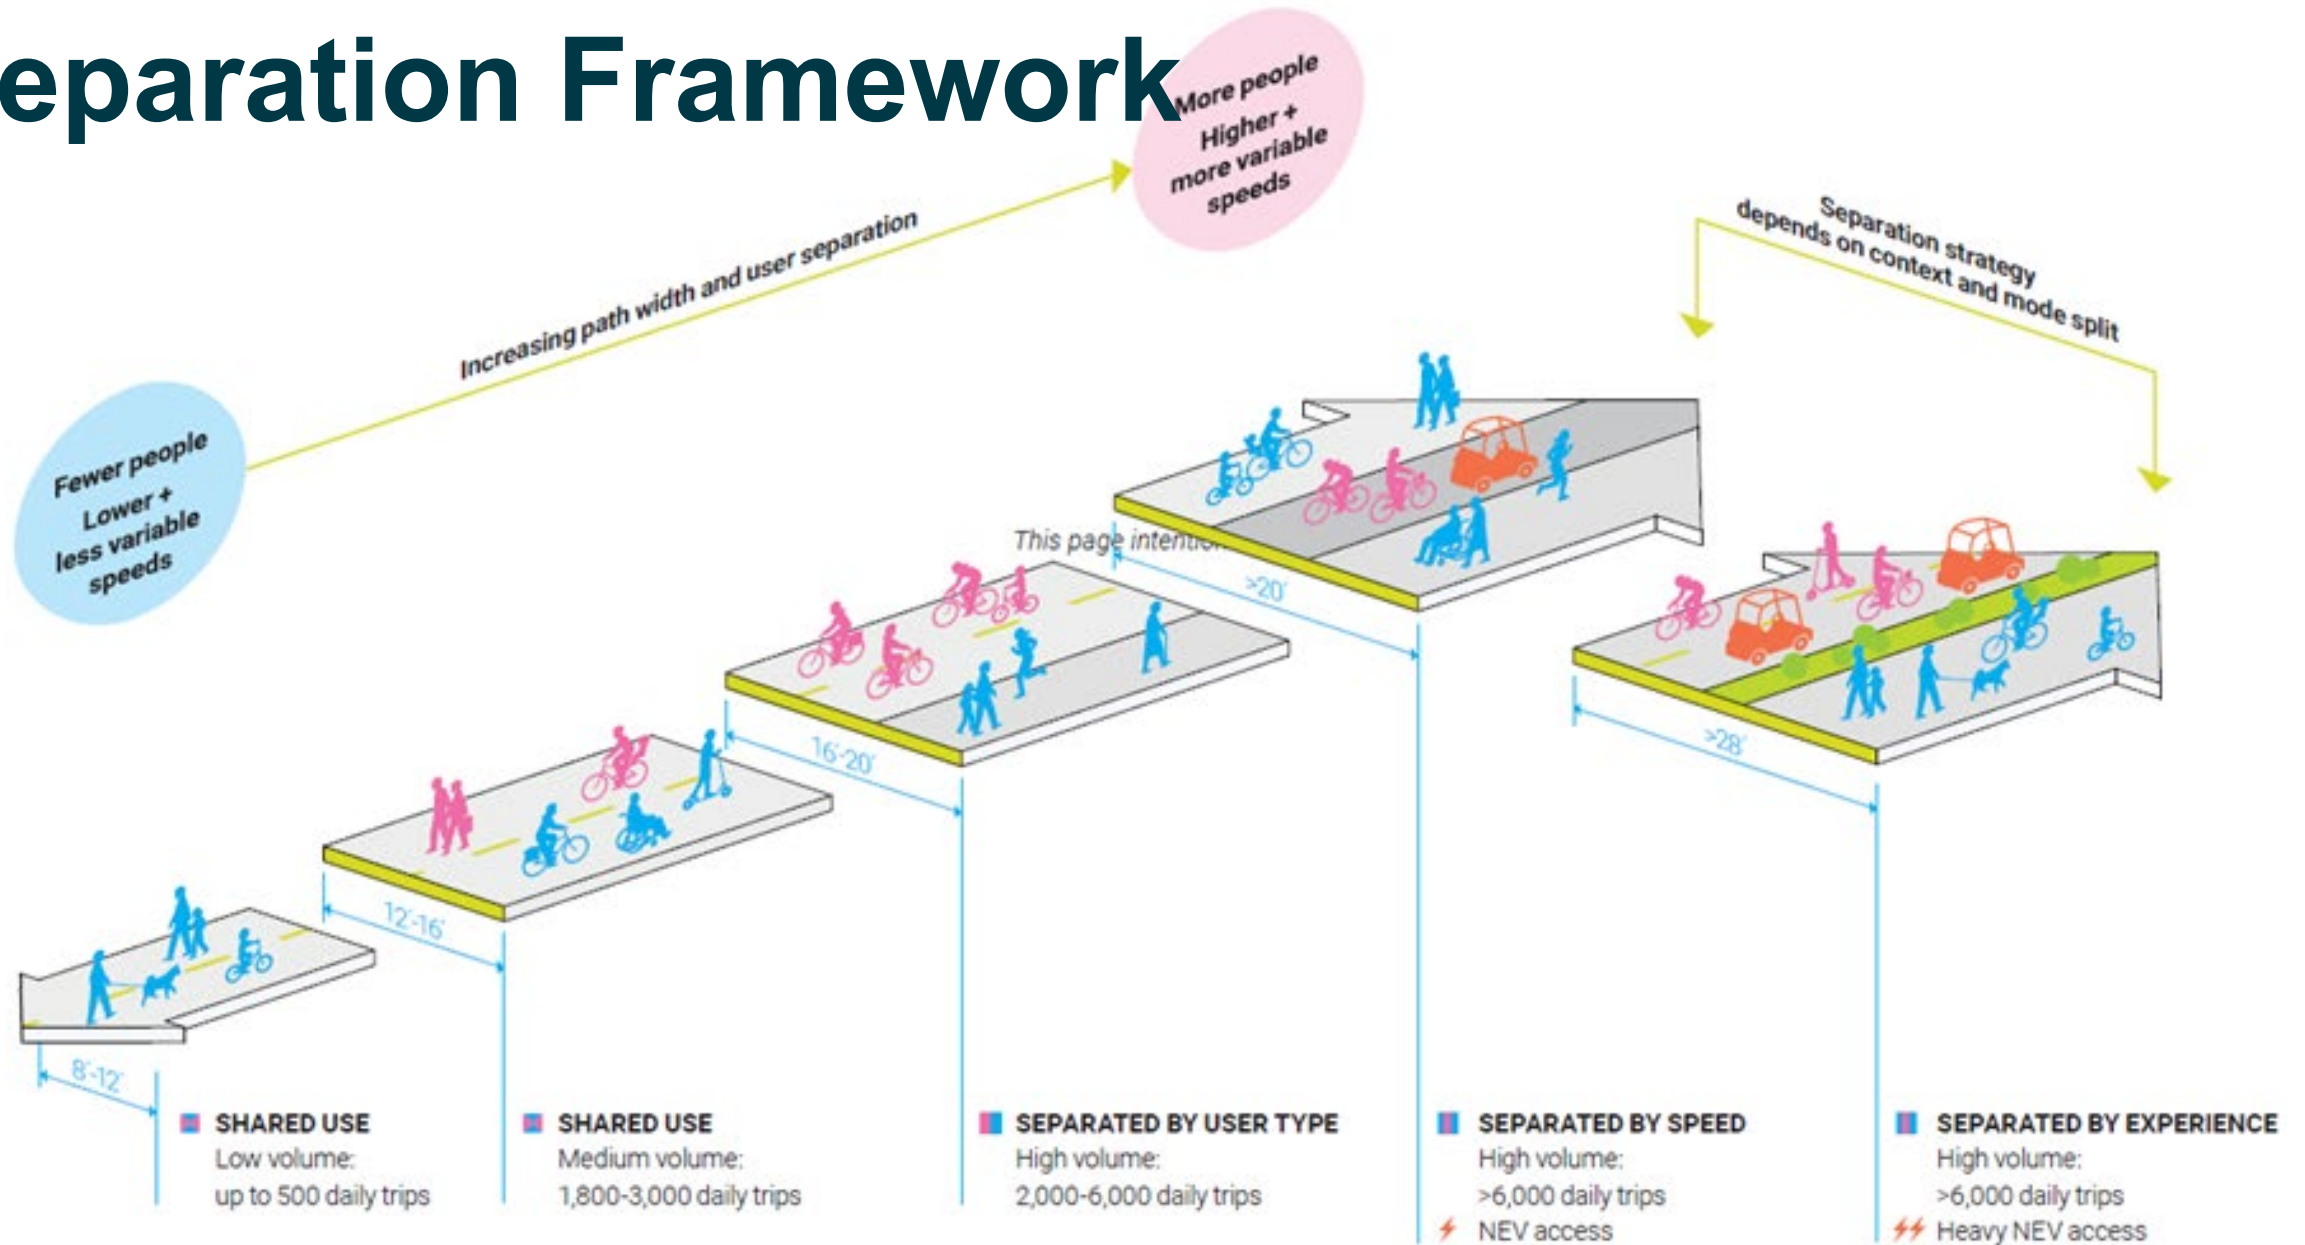 eparation Framework
More people
Higher +
more variable
speeds
Increasing path width and user separation
Fewer people
Lower +
less variable
speeds
Separation strategy
depends on context and mode split
This page intention
>20'
>28'
16'-20'
12'-16'
8'-12'
SHARED USE
Low volume:
up to 500 daily trips
SHARED USE
Medium volume:
1,800-3,000 daily trips
SEPARATED BY USER TYPE
High volume:
2,000-6,000 daily trips
SEPARATED BY SPEED
High volume:
>6,000 daily trips
NEV access
SEPARATED BY EXPERIENCE
High volume:
>6,000 daily trips
Heavy NEV access